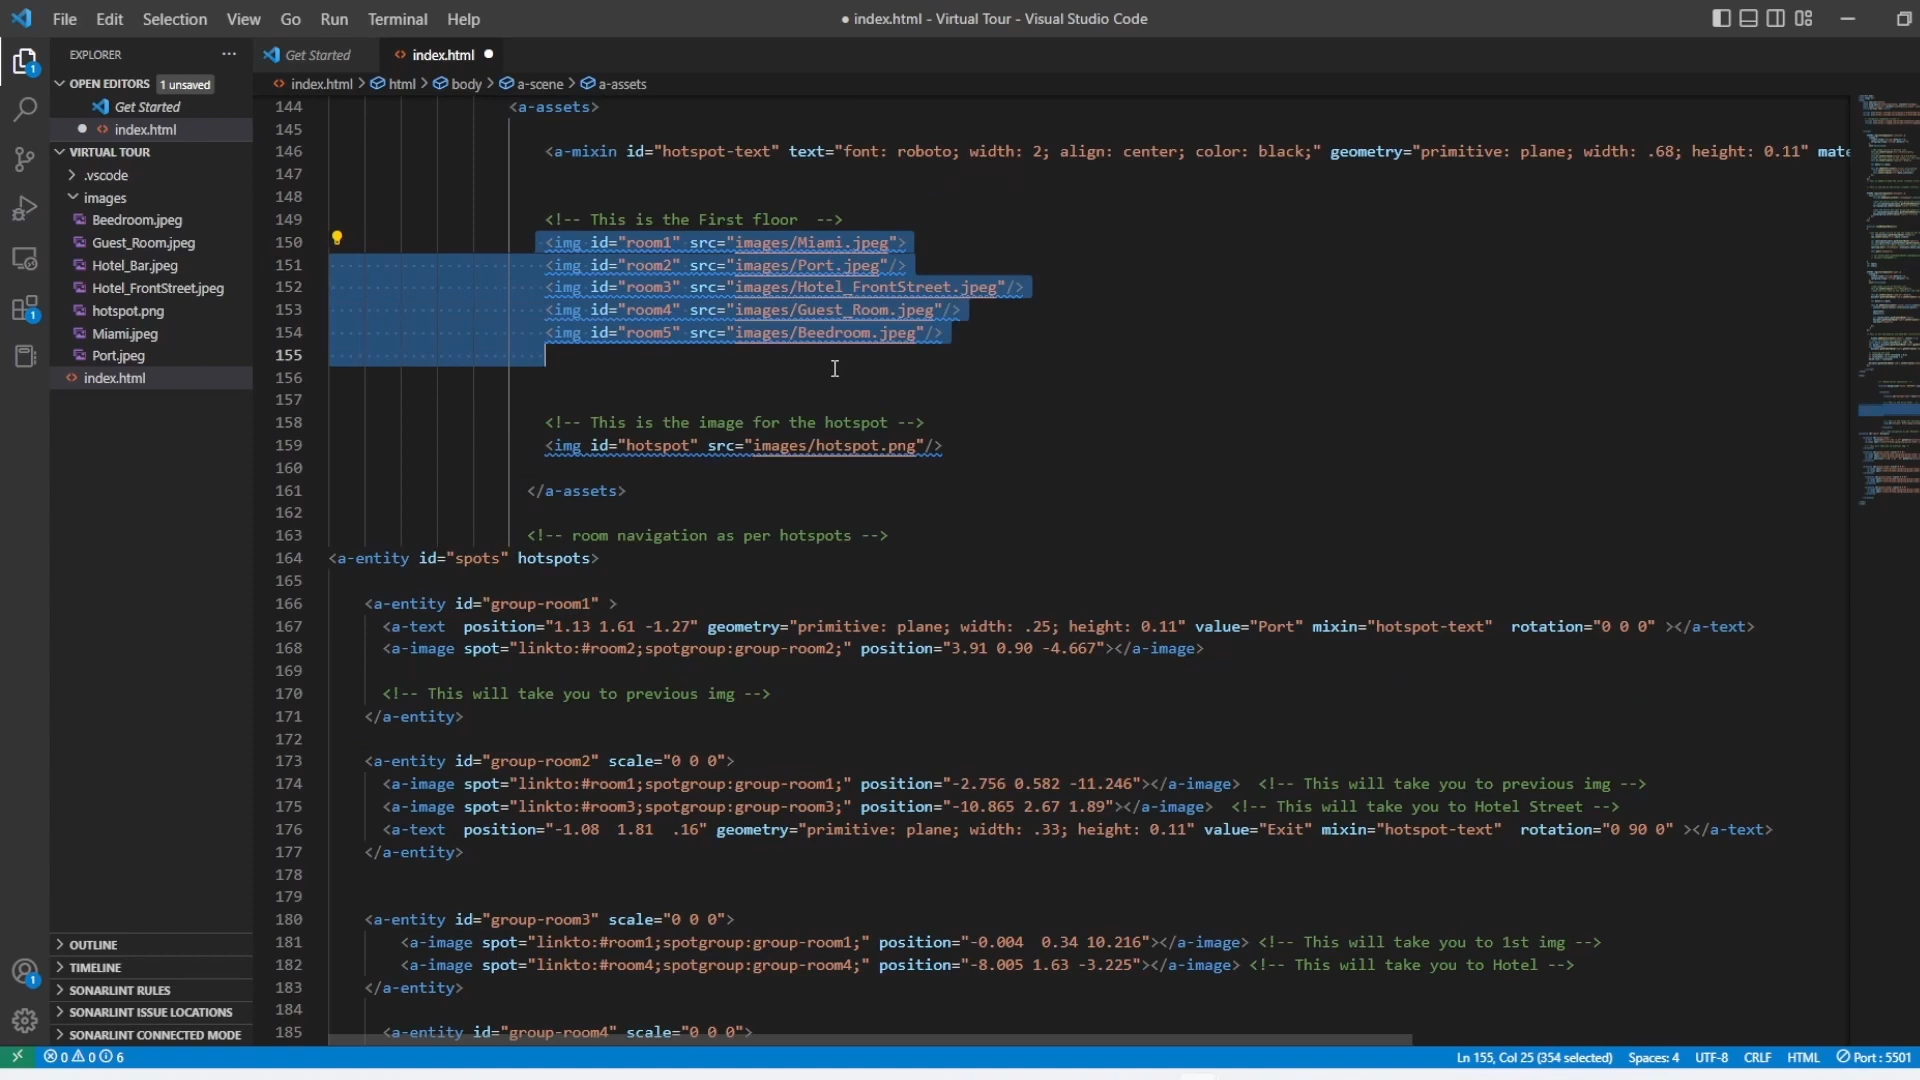 File Edit Selection View Go Run Terminal Help
● index.html - Virtual Tour - Visual Studio Code
EXPLORER ···
OPEN EDITORS 1 unsaved
Get Started
● index.html
VIRTUAL TOUR
.vscode
images
Beedroom.jpeg
Guest_Room.jpeg
Hotel_Bar.jpeg
Hotel_FrontStreet.jpeg
hotspot.png
Miami.jpeg
Port.jpeg
index.html
OUTLINE
TIMELINE
SONARLINT RULES
SONARLINT ISSUE LOCATIONS
SONARLINT CONNECTED MODE
1
1
1
Get Started
index.html ●
index.html > html > body > a-scene > a-assets
144 <a-assets>
145
146 <a-mixin id="hotspot-text" text="font: roboto; width: 2; align: center; color: black;" geometry="primitive: plane; width: .68; height: 0.11" mate
147
148
149 <!-- This is the First floor  -->
150 <img id="room1" src="images/Miami.jpeg">
151 <img id="room2" src="images/Port.jpeg"/>
152 <img id="room3" src="images/Hotel_FrontStreet.jpeg"/>
153 <img id="room4" src="images/Guest_Room.jpeg"/>
154 <img id="room5" src="images/Beedroom.jpeg"/>
155
156
157
158 <!-- This is the image for the hotspot -->
159 <img id="hotspot" src="images/hotspot.png"/>
160
161 </a-assets>
162
163 <!-- room navigation as per hotspots -->
164 <a-entity id="spots" hotspots>
165
166 <a-entity id="group-room1" >
167 <a-text  position="1.13 1.61 -1.27" geometry="primitive: plane; width: .25; height: 0.11" value="Port" mixin="hotspot-text"  rotation="0 0 0" ></a-text>
168 <a-image spot="linkto:#room2;spotgroup:group-room2;" position="3.91 0.90 -4.667"></a-image>
169
170 <!-- This will take you to previous img -->
171 </a-entity>
172
173 <a-entity id="group-room2" scale="0 0 0">
174 <a-image spot="linkto:#room1;spotgroup:group-room1;" position="-2.756 0.582 -11.246"></a-image>  <!-- This will take you to previous img -->
175 <a-image spot="linkto:#room3;spotgroup:group-room3;" position="-10.865 2.67 1.89"></a-image>  <!-- This will take you to Hotel Street -->
176 <a-text  position="-1.08  1.81  .16" geometry="primitive: plane; width: .33; height: 0.11" value="Exit" mixin="hotspot-text"  rotation="0 90 0" ></a-text>
177 </a-entity>
178
179
180 <a-entity id="group-room3" scale="0 0 0">
181 <a-image spot="linkto:#room1;spotgroup:group-room1;" position="-0.004  0.34 10.216"></a-image> <!-- This will take you to 1st img -->
182 <a-image spot="linkto:#room4;spotgroup:group-room4;" position="-8.005 1.63 -3.225"></a-image> <!-- This will take you to Hotel -->
183 </a-entity>
184
185 <a-entity id="group-room4" scale="0 0 0">
0 0 6
Ln 155, Col 25 (354 selected) Spaces: 4 UTF-8 CRLF HTML Port : 5501